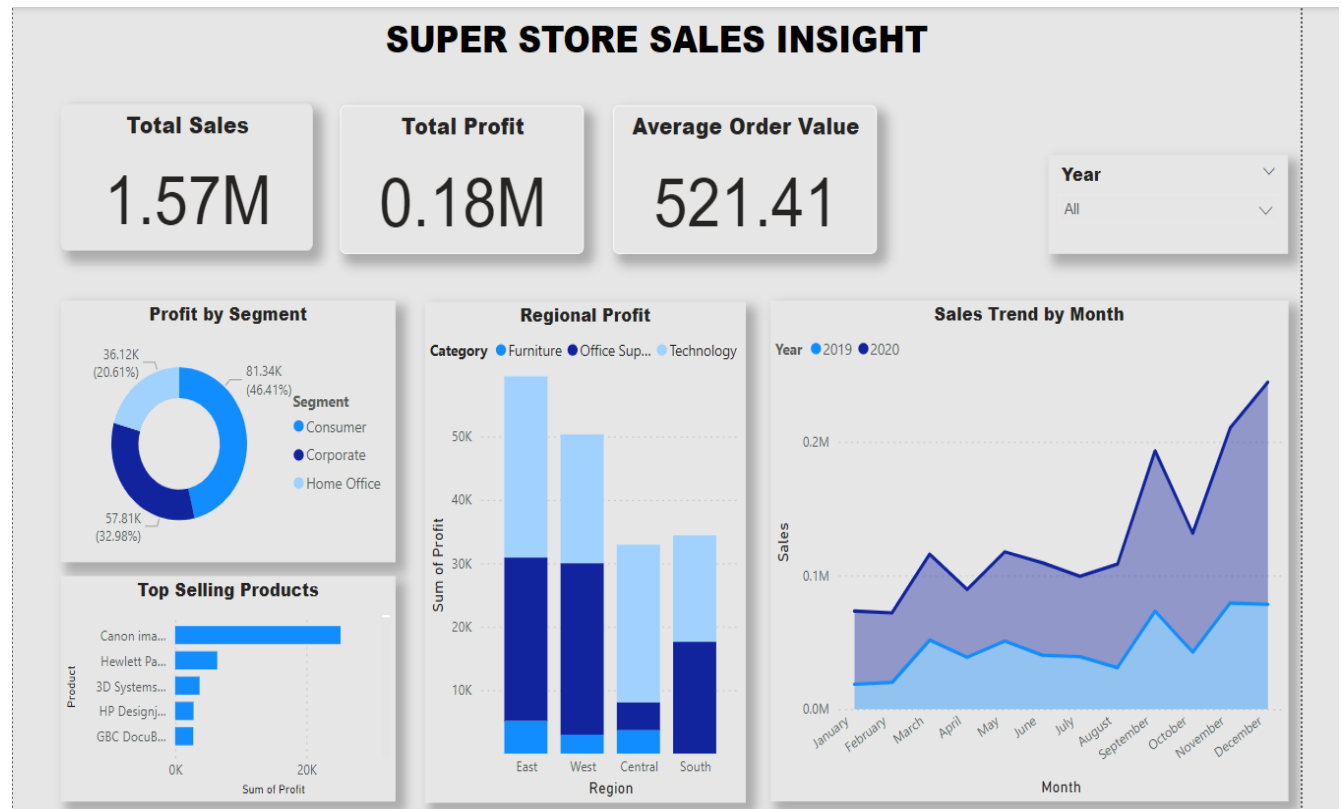 SUPER STORE SALES INSIGHT
Total Sales
1.57M
Total Profit
0.18M
Average Order Value
521.41
Year
All
Profit by Segment
36.12K
(20.61%)
81.34K
(46.41%)
57.81K
(32.98%)
Segment
Consumer
Corporate
Home Office
Top Selling Products
Product
Canon ima...
Hewlett Pa...
3D Systems...
HP Designj...
GBC DocuB...
0K 20K
Sum of Profit
Regional Profit
Category Furniture Office Sup... Technology
Sum of Profit
50K
40K
30K
20K
10K
East West Central South
Region
Sales Trend by Month
Year 2019 2020
Sales
0.2M
0.1M
0.0M
January February March April May June July August September October November December
Month